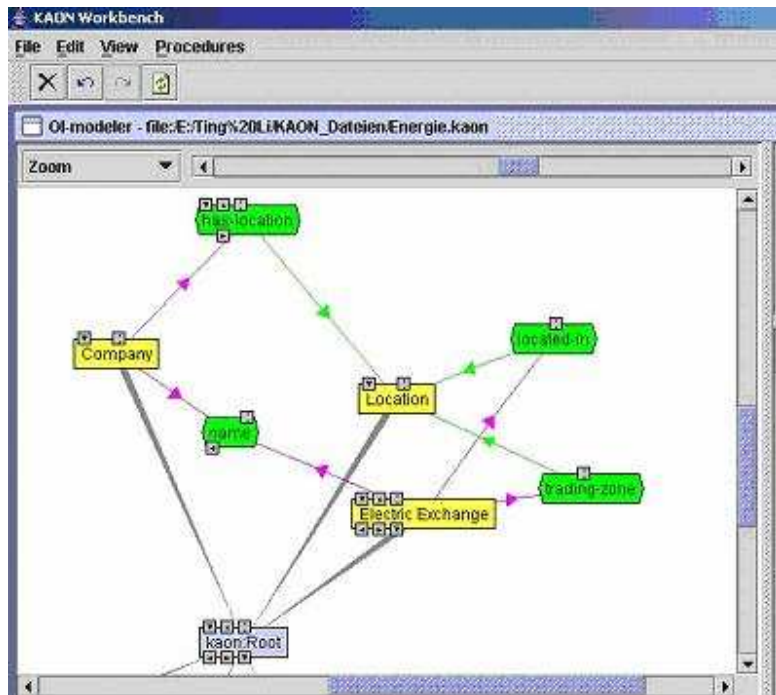 KAON Workbench
File Edit View Procedures
OI-modeler - file:/E:/Ting%20Li/KAON_Dateien/Energie.kaon
Zoom
has-location
located-in
Company
Location
name
trading-zone
Electric Exchange
kaon:Root